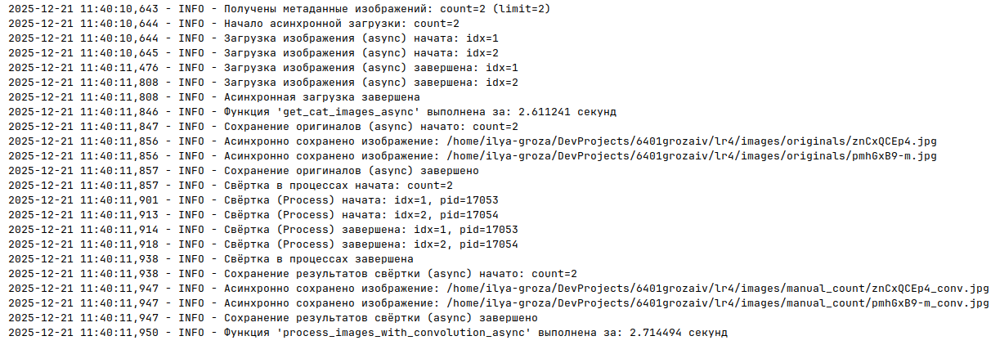 2025-12-21 11:40:10,643 - INFO - Получены метаданные изображений: count=2 (limit=2)
2025-12-21 11:40:10,644 - INFO - Начало асинхронной загрузки: count=2
2025-12-21 11:40:10,644 - INFO - Загрузка изображения (async) начата: idx=1
2025-12-21 11:40:10,645 - INFO - Загрузка изображения (async) начата: idx=2
2025-12-21 11:40:11,476 - INFO - Загрузка изображения (async) завершена: idx=1
2025-12-21 11:40:11,808 - INFO - Загрузка изображения (async) завершена: idx=2
2025-12-21 11:40:11,808 - INFO - Асинхронная загрузка завершена
2025-12-21 11:40:11,846 - INFO - Функция 'get_cat_images_async' выполнена за: 2.611241 секунд
2025-12-21 11:40:11,847 - INFO - Сохранение оригиналов (async) начато: count=2
2025-12-21 11:40:11,856 - INFO - Асинхронно сохранено изображение: /home/ilya-groza/DevProjects/6401grozaiv/lr4/images/originals/znCxQCEp4.jpg
2025-12-21 11:40:11,856 - INFO - Асинхронно сохранено изображение: /home/ilya-groza/DevProjects/6401grozaiv/lr4/images/originals/pmhGxB9-m.jpg
2025-12-21 11:40:11,857 - INFO - Сохранение оригиналов (async) завершено
2025-12-21 11:40:11,857 - INFO - Свёртка в процессах начата: count=2
2025-12-21 11:40:11,901 - INFO - Свёртка (Process) начата: idx=1, pid=17053
2025-12-21 11:40:11,913 - INFO - Свёртка (Process) начата: idx=2, pid=17054
2025-12-21 11:40:11,914 - INFO - Свёртка (Process) завершена: idx=1, pid=17053
2025-12-21 11:40:11,918 - INFO - Свёртка (Process) завершена: idx=2, pid=17054
2025-12-21 11:40:11,938 - INFO - Свёртка в процессах завершена
2025-12-21 11:40:11,938 - INFO - Сохранение результатов свёртки (async) начато: count=2
2025-12-21 11:40:11,947 - INFO - Асинхронно сохранено изображение: /home/ilya-groza/DevProjects/6401grozaiv/lr4/images/manual_count/znCxQCEp4_conv.jpg
2025-12-21 11:40:11,947 - INFO - Асинхронно сохранено изображение: /home/ilya-groza/DevProjects/6401grozaiv/lr4/images/manual_count/pmhGxB9-m_conv.jpg
2025-12-21 11:40:11,947 - INFO - Сохранение результатов свёртки (async) завершено
2025-12-21 11:40:11,950 - INFO - Функция 'process_images_with_convolution_async' выполнена за: 2.714494 секунд